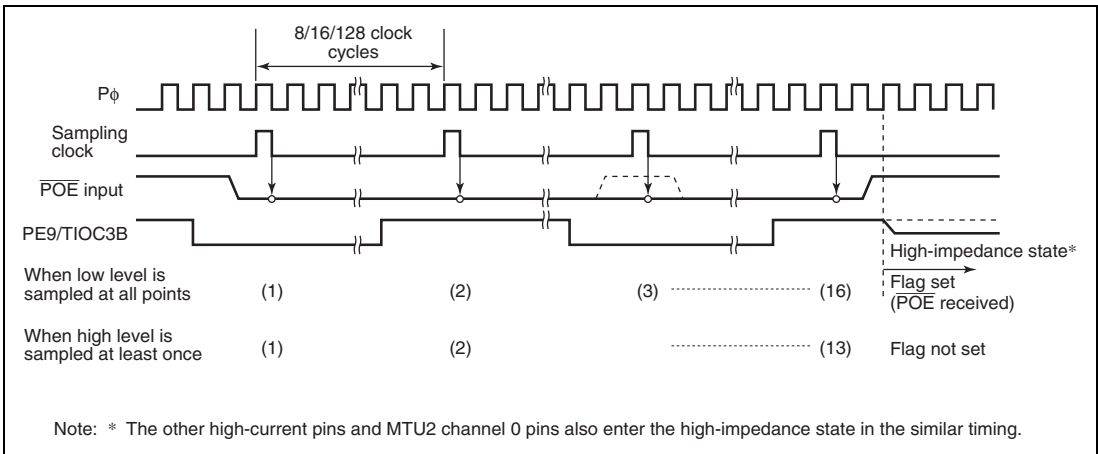 8/16/128 clock
cycles
Pϕ
Sampling
clock
POE input
PE9/TIOC3B
High-impedance state*
When low level is
sampled at all points
(1)
(2)
(3)
(16)
Flag set
(POE received)
When high level is
sampled at least once
(1)
(2)
(13)
Flag not set
Note: * The other high-current pins and MTU2 channel 0 pins also enter the high-impedance state in the similar timing.